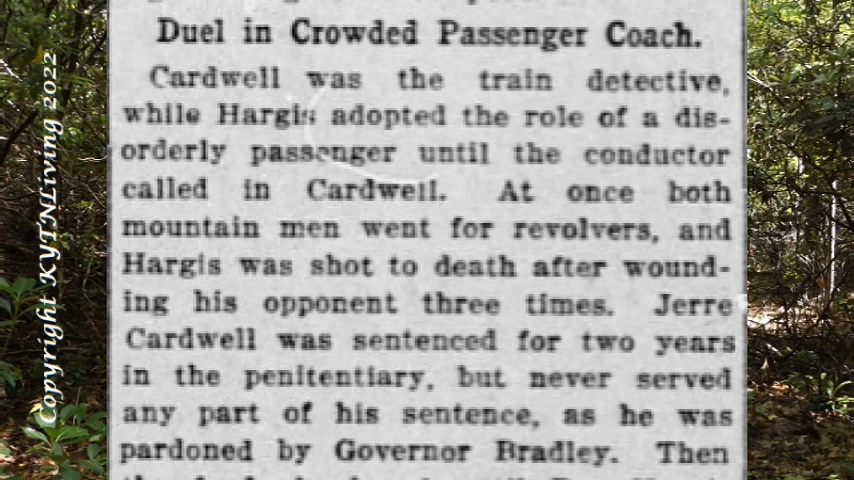 Duel in Crowded Passenger Coach.
Cardwell was the train detective,
while Hargis adopted the role of a dis-
orderly passenger until the conductor
called in Cardwell. At once both
mountain men went for revolvers, and
Hargis was shot to death after wound-
ing his opponent three times. Jerre
Cardwell was sentenced for two years
in the penitentiary, but never served
any part of his sentence, as he was
pardoned by Governor Bradley. Then
Copyright KYTNLiving 2022